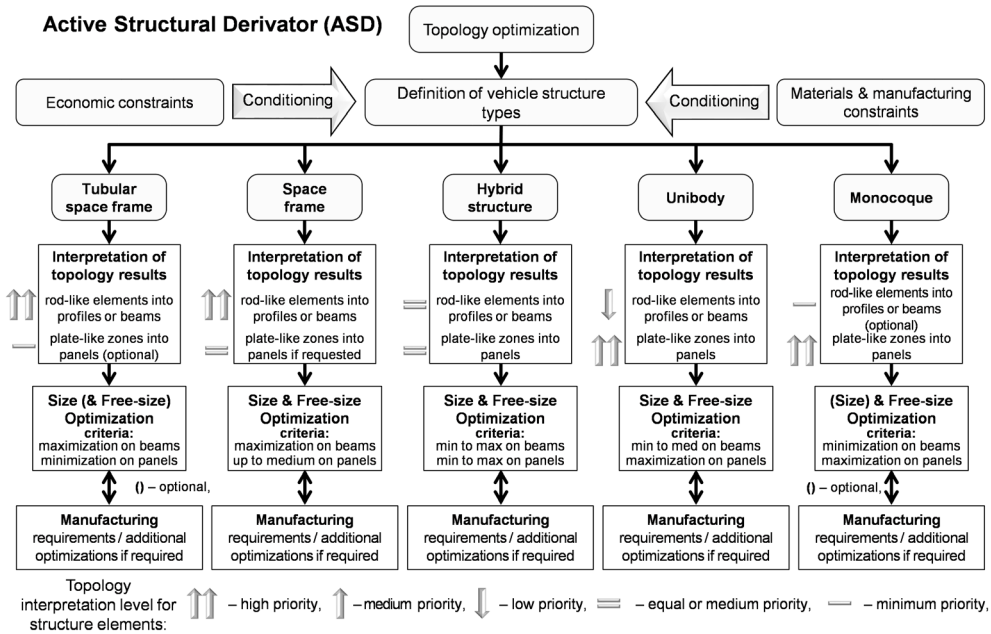 Active Structural Derivator (ASD)
Topology optimization
Economic constraints
Conditioning
Definition of vehicle structure
types
Conditioning
Materials & manufacturing
constraints
Tubular
space frame
Space
frame
Hybrid
structure
Unibody
Monocoque
Interpretation of
topology results
rod-like elements into
profiles or beams
plate-like zones into
panels (optional)
Interpretation of
topology results
rod-like elements into
profiles or beams
plate-like zones into
panels if requested
Interpretation of
topology results
rod-like elements into
profiles or beams
plate-like zones into
panels
Interpretation of
topology results
rod-like elements into
profiles or beams
plate-like zones into
panels
Interpretation of
topology results
rod-like elements into
profiles or beams
(optional)
plate-like zones into
panels
Size (& Free-size)
Optimization
criteria:
maximization on beams
minimization on panels
Size & Free-size
Optimization
criteria:
maximization on beams
up to medium on panels
Size & Free-size
Optimization
criteria:
min to max on beams
min to max on panels
Size & Free-size
Optimization
criteria:
min to med on beams
maximization on panels
(Size) & Free-size
Optimization
criteria:
minimization on beams
maximization on panels
() – optional,
() – optional,
Manufacturing
requirements / additional
optimizations if required
Manufacturing
requirements / additional
optimizations if required
Manufacturing
requirements / additional
optimizations if required
Manufacturing
requirements / additional
optimizations if required
Manufacturing
requirements / additional
optimizations if required
Topology
interpretation level for
structure elements:
– high priority,
– medium priority,
– low priority,
– equal or medium priority,
– minimum priority,